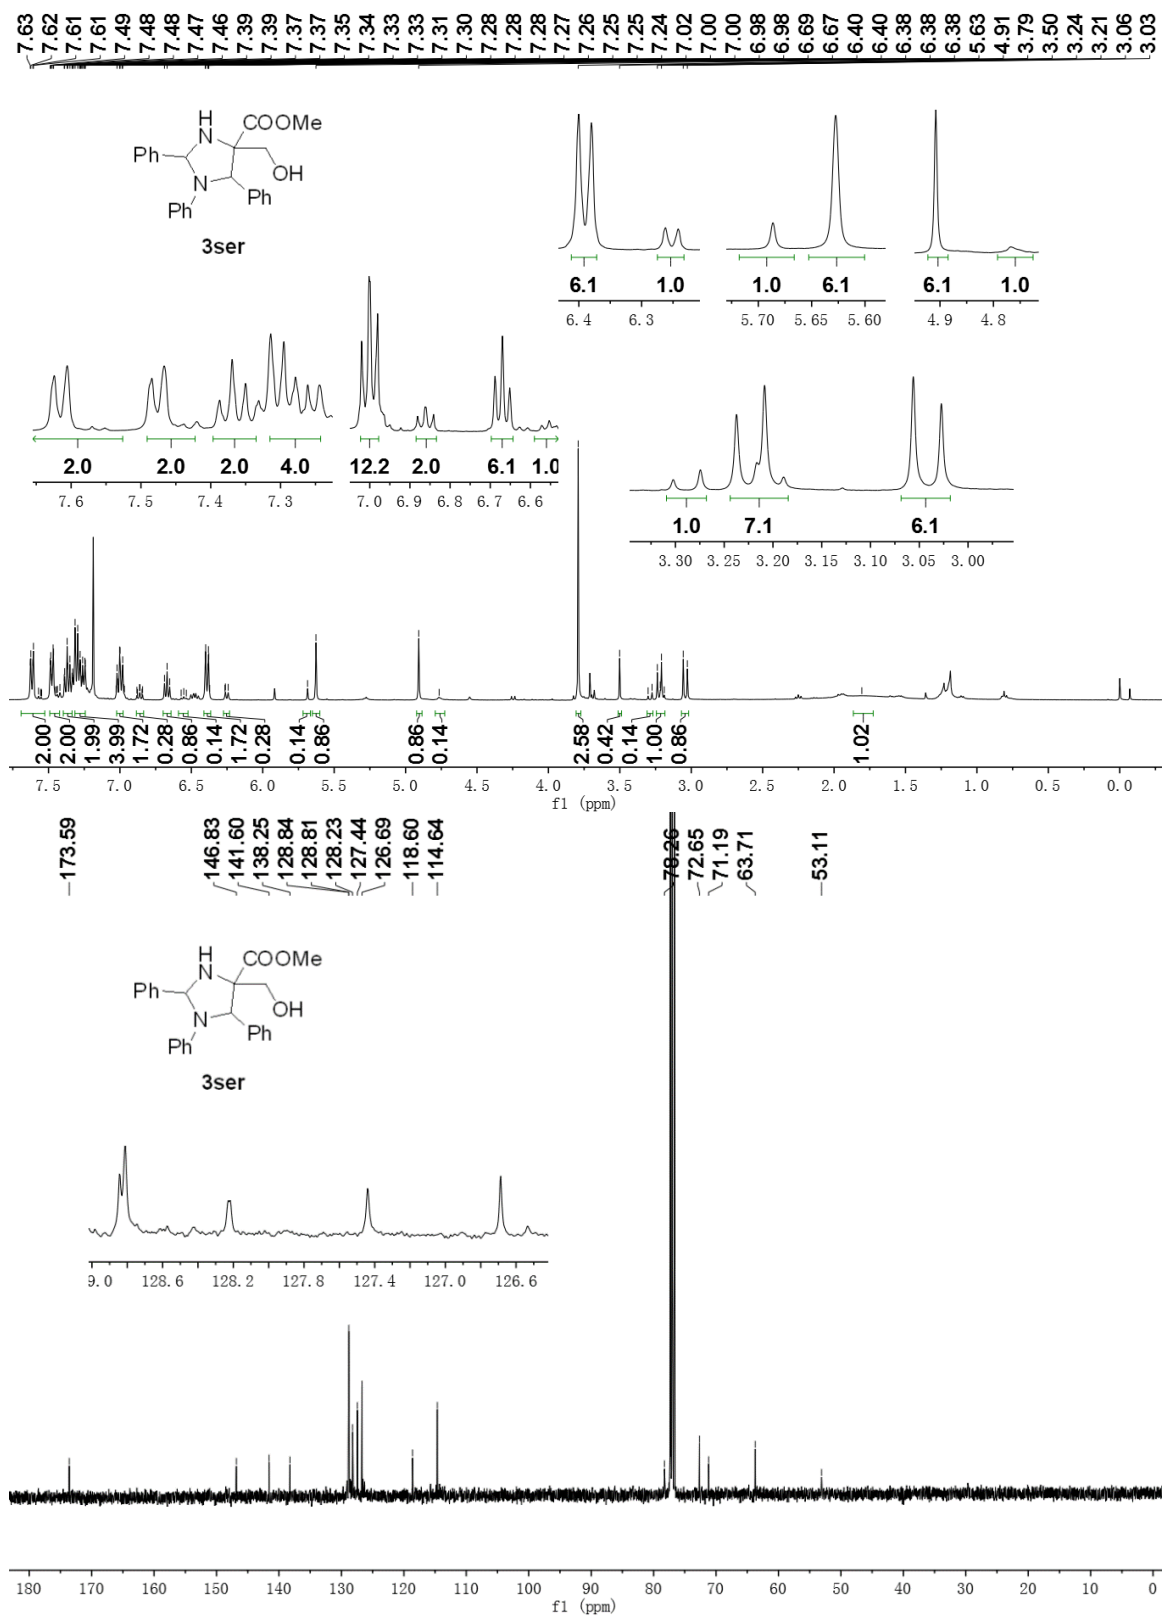 7.63 7.62 7.61 7.61 7.49 7.48 7.48 7.47 7.46 7.39 7.39 7.37 7.37 7.35 7.34 7.33 7.33 7.31 7.30 7.28 7.28 7.28 7.27 7.26 7.25 7.25 7.24 7.02 7.00 7.00 6.98 6.98 6.69 6.67 6.40 6.40 6.38 6.38 6.38 5.63 4.91 3.79 3.50 3.24 3.21 3.06 3.03
H
N
COOMe
Ph
OH
N
Ph
Ph
3ser
6.1 1.0
6.4 6.3
1.0 6.1
5.70 5.65 5.60
6.1 1.0
4.9 4.8
2.0 2.0 2.0 4.0
7.6 7.5 7.4 7.3
12.2 2.0 6.1 1.0
7.0 6.9 6.8 6.7 6.6
1.0 7.1 6.1
3.30 3.25 3.20 3.15 3.10 3.05 3.00
2.00 2.00 1.99 3.99 1.72 0.28 0.86 0.14 1.72 0.28 0.14 0.86 0.86 0.14 2.58 0.42 0.14 1.00 0.86 1.02
7.5 7.0 6.5 6.0 5.5 5.0 4.5 4.0 3.5 3.0 2.5 2.0 1.5 1.0 0.5 0.0
f1 (ppm)
173.59 146.83 141.60 138.25 128.84 128.81 128.23 127.44 126.69 118.60 114.64 78.26 72.65 71.19 63.71 53.11
H
N
COOMe
Ph
OH
N
Ph
Ph
3ser
9.0 128.6 128.2 127.8 127.4 127.0 126.6
180 170 160 150 140 130 120 110 100 90 80 70 60 50 40 30 20 10 0
f1 (ppm)